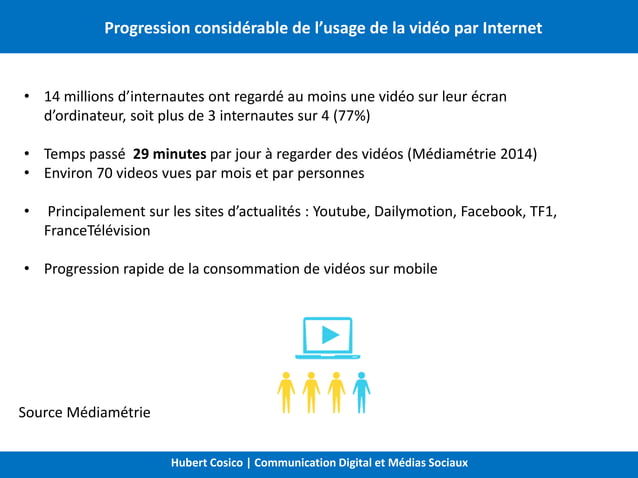 Progression considérable de l’usage de la vidéo par Internet
• 14 millions d’internautes ont regardé au moins une vidéo sur leur écran
d’ordinateur, soit plus de 3 internautes sur 4 (77%)
• Temps passé 29 minutes par jour à regarder des vidéos (Médiamétrie 2014)
• Environ 70 videos vues par mois et par personnes
• Principalement sur les sites d’actualités : Youtube, Dailymotion, Facebook, TF1,
FranceTélévision
• Progression rapide de la consommation de vidéos sur mobile
Source Médiamétrie
Hubert Cosico | Communication Digital et Médias Sociaux